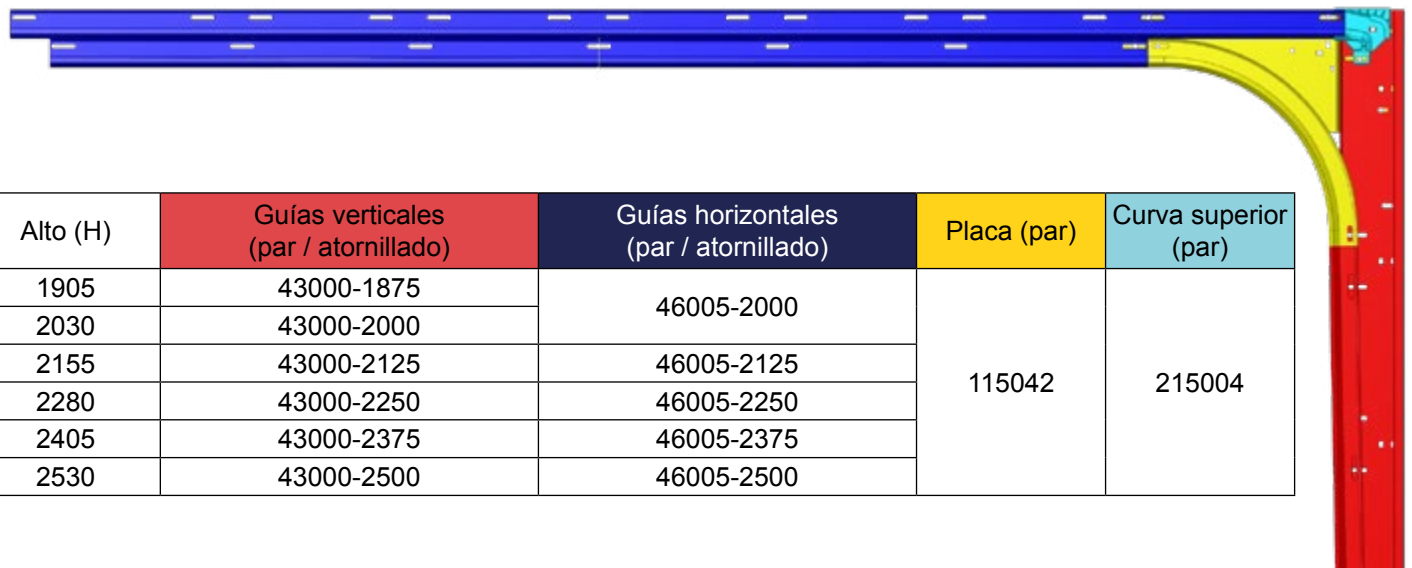 Alto (H) Guías verticales (par / atornillado) Guías horizontales (par / atornillado) Placa (par) Curva superior (par)
1905 43000-1875 46005-2000 115042 215004
2030 43000-2000
2155 43000-2125 46005-2125
2280 43000-2250 46005-2250
2405 43000-2375 46005-2375
2530 43000-2500 46005-2500